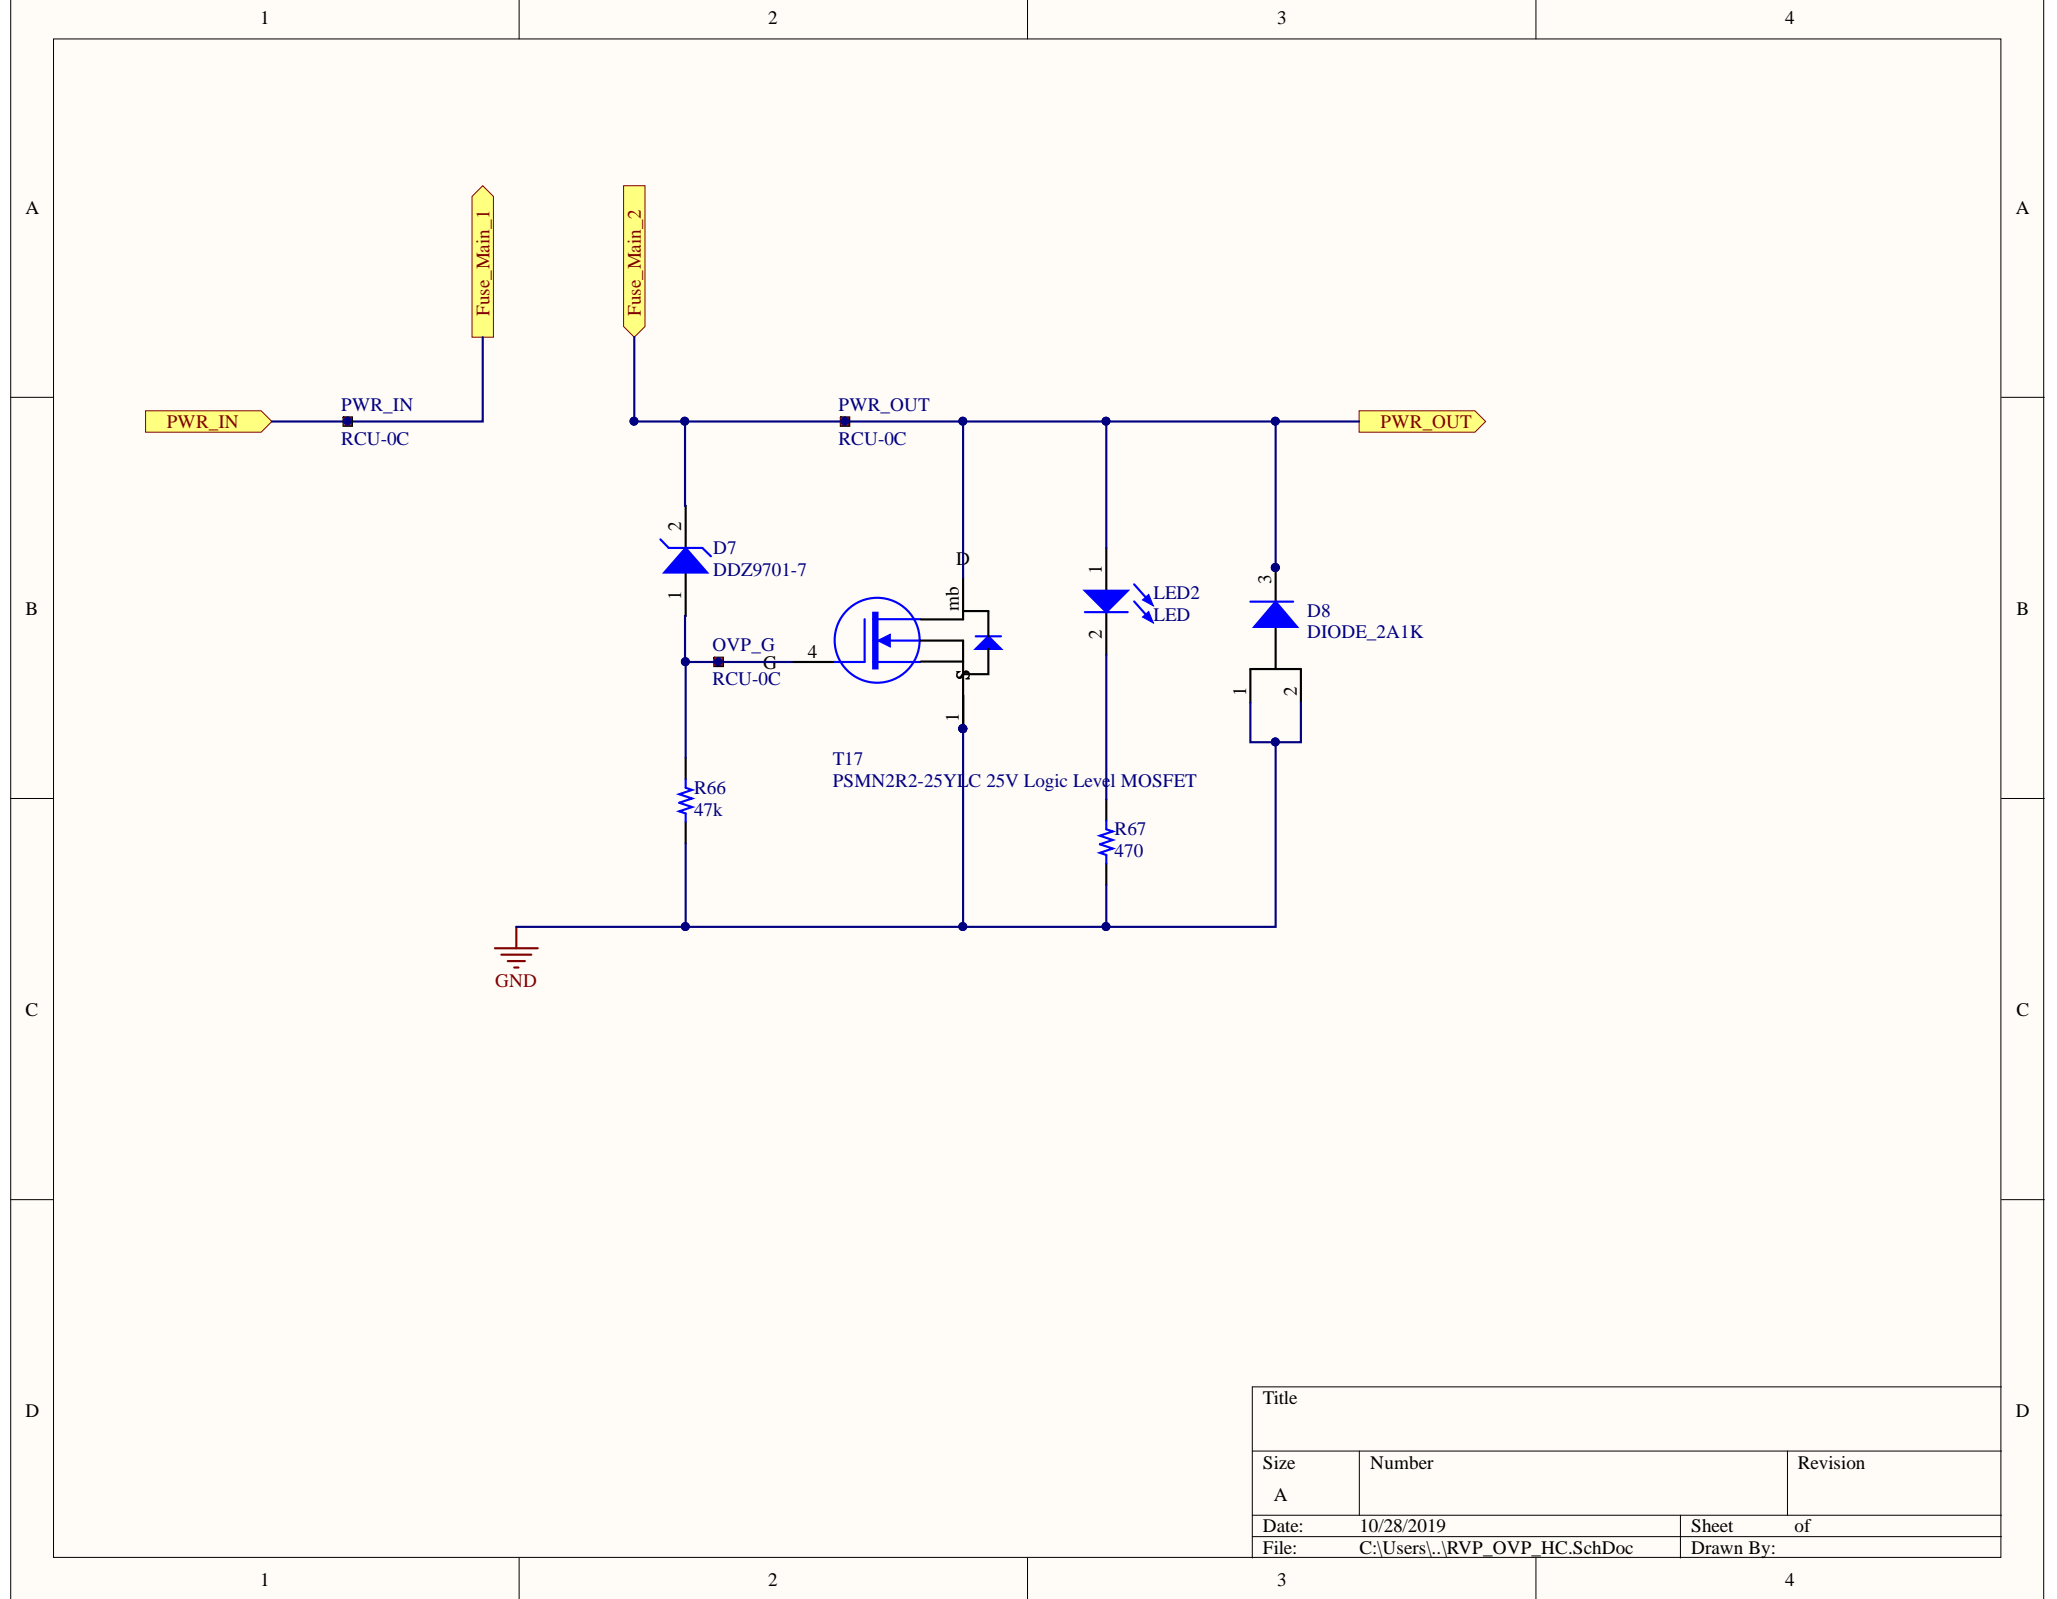 1 2 3 4
A A
Fuse_Main_1
Fuse_Main_2
PWR_IN
PWR_IN
RCU-0C
PWR_OUT
RCU-0C
PWR_OUT
2
D7
DDZ9701-7
1
D
mb
1
LED2
LED
2
3
D8
DIODE_2A1K
B B
OVP_G
G
4
RCU-0C
S
1
1 2
T17
PSMN2R2-25YLC 25V Logic Level MOSFET
R66
47k
R67
470
GND
C C
D D
Title
Size
A
Number
Revision
Date: 10/28/2019
Sheet of
File: C:\Users\..\RVP_OVP_HC.SchDoc
Drawn By:
1 2 3 4